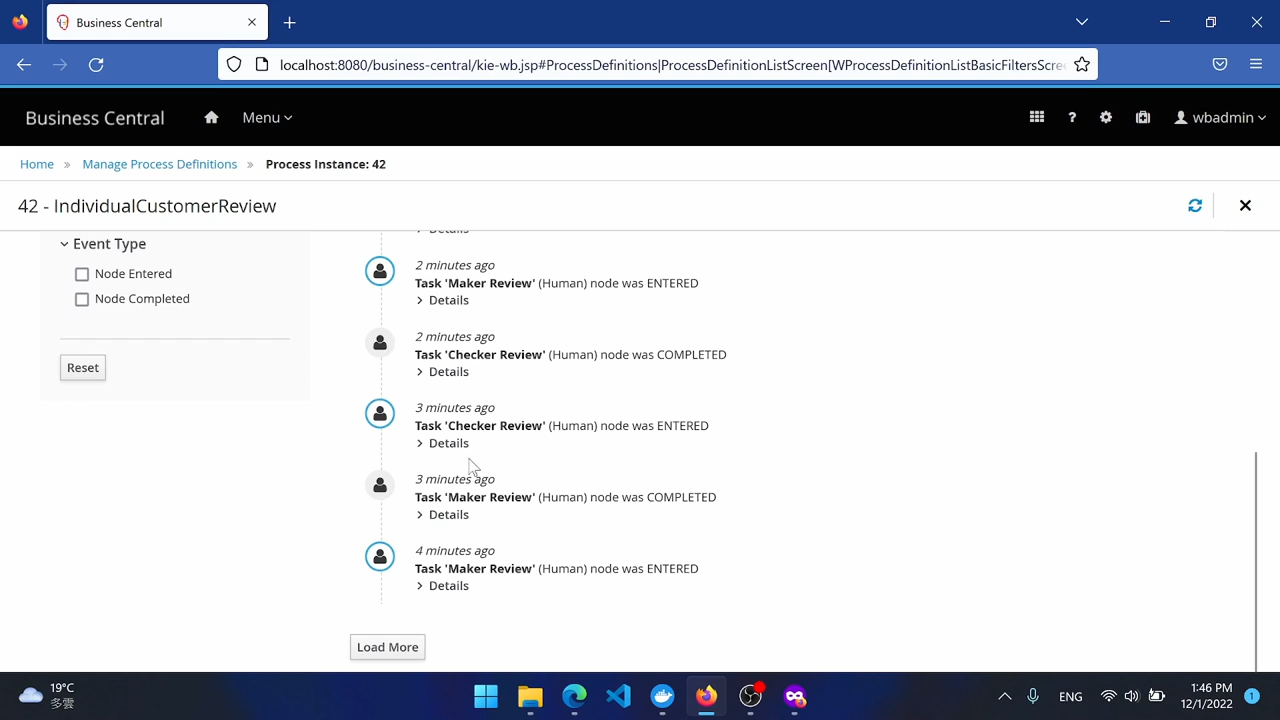 Business Central
localhost:8080/business-central/kie-wb.jsp#ProcessDefinitions|ProcessDefinitionListScreen[WProcessDefinitionListBasicFiltersScre
Business Central
Menu
?
wbadmin
Home » Manage Process Definitions » Process Instance: 42
42 - IndividualCustomerReview
Event Type
Node Entered
Node Completed
Reset
Details
2 minutes ago
Task 'Maker Review' (Human) node was ENTERED
Details
2 minutes ago
Task 'Checker Review' (Human) node was COMPLETED
Details
3 minutes ago
Task 'Checker Review' (Human) node was ENTERED
Details
3 minutes ago
Task 'Maker Review' (Human) node was COMPLETED
Details
4 minutes ago
Task 'Maker Review' (Human) node was ENTERED
Details
Load More
19°C
多雲
ENG
1:46 PM
12/1/2022
1